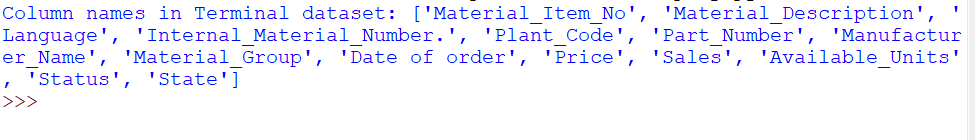 Column names in Terminal dataset: ['Material_Item_No', 'Material_Description', '
Language', 'Internal_Material_Number.', 'Plant_Code', 'Part_Number', 'Manufactur
er_Name', 'Material_Group', 'Date of order', 'Price', 'Sales', 'Available_Units'
, 'Status', 'State']
>>>